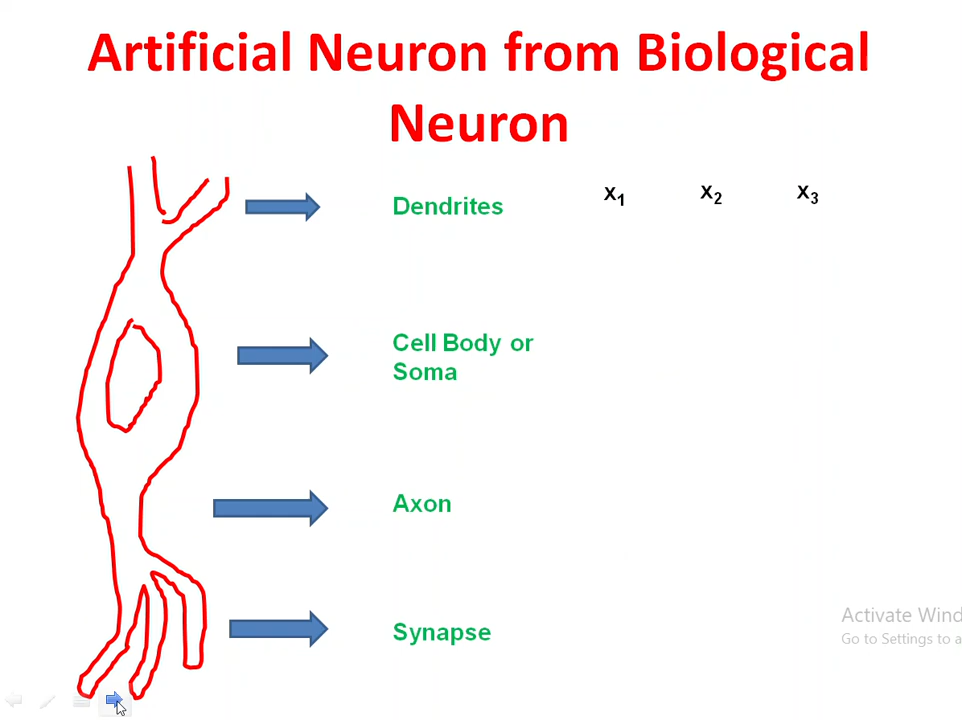 Artificial Neuron from Biological
Neuron
Dendrites x₁ x₂ x₃
Cell Body or
Soma
Axon
Activate Wind
Synapse
Go to Settings to a